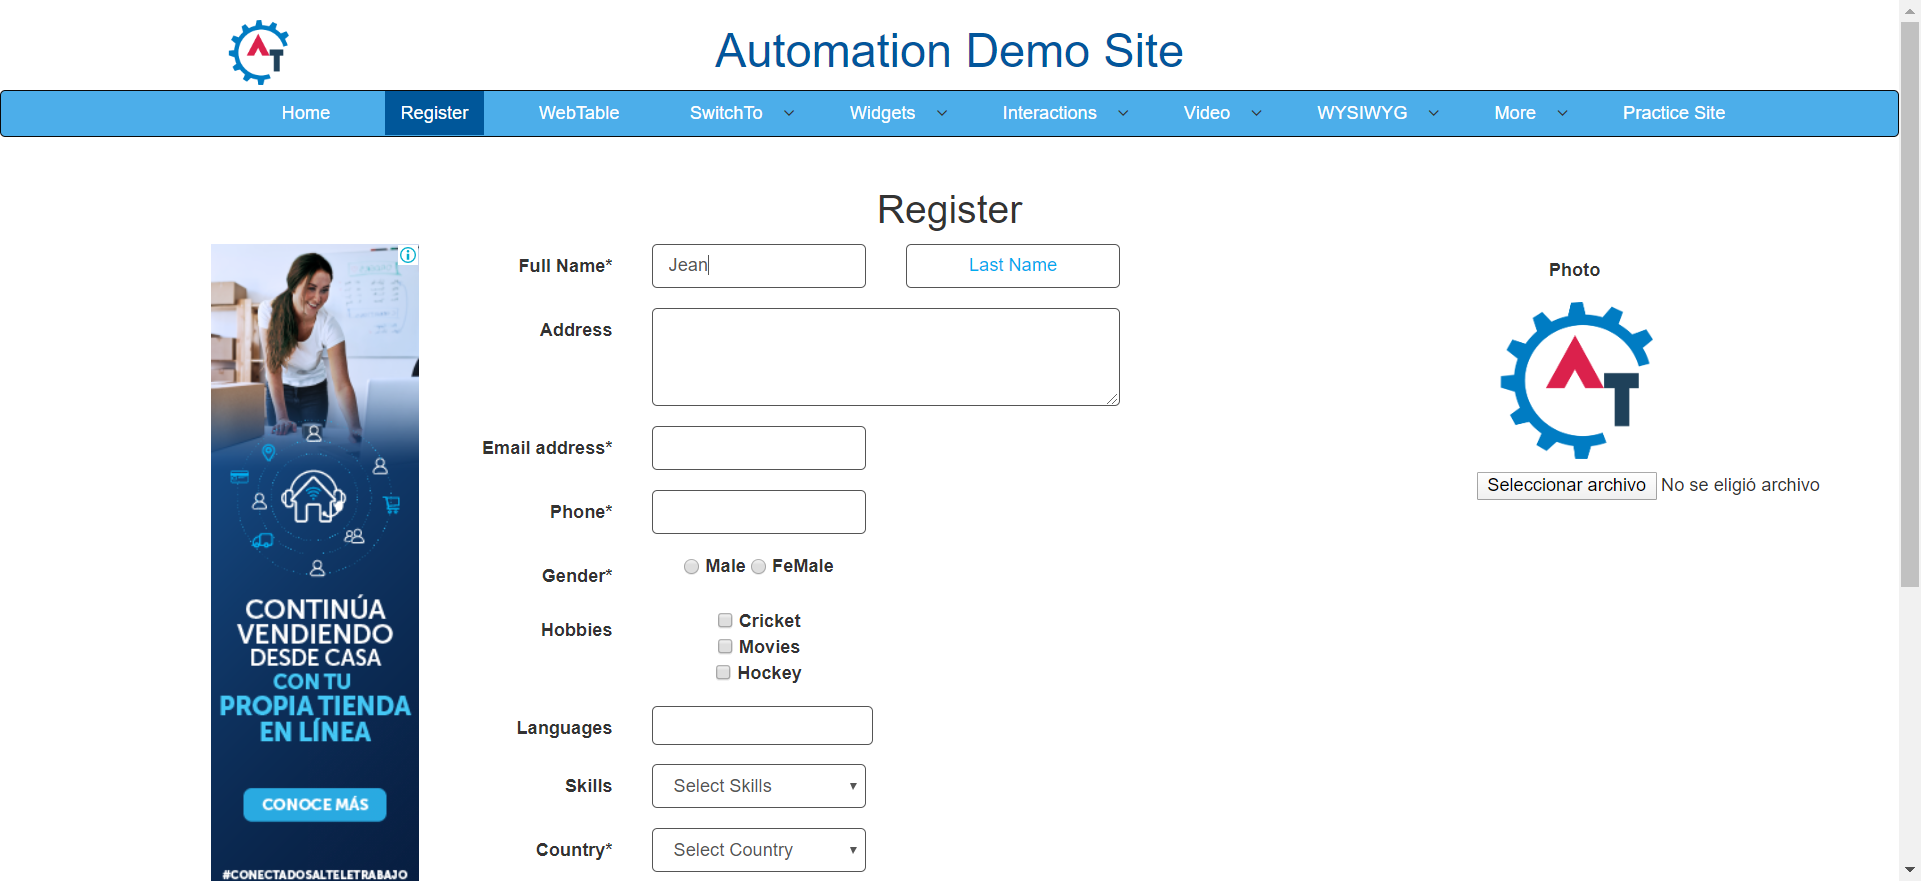 Automation Demo Site
Home Register WebTable SwitchTo Widgets Interactions Video WYSIWYG More Practice Site
Register
Full Name* Jean Last Name
Address
Email address*
Phone*
Gender* Male FeMale
Hobbies Cricket
Movies
Hockey
Languages
Skills Select Skills
Country* Select Country
Photo
AT
Seleccionar archivo No se eligió archivo
CONTINÚA
VENDIENDO
DESDE CASA
CON TU
PROPIA TIENDA
EN LÍNEA
CONOCE MÁS
#CONECTADOSALTELETRABAJO